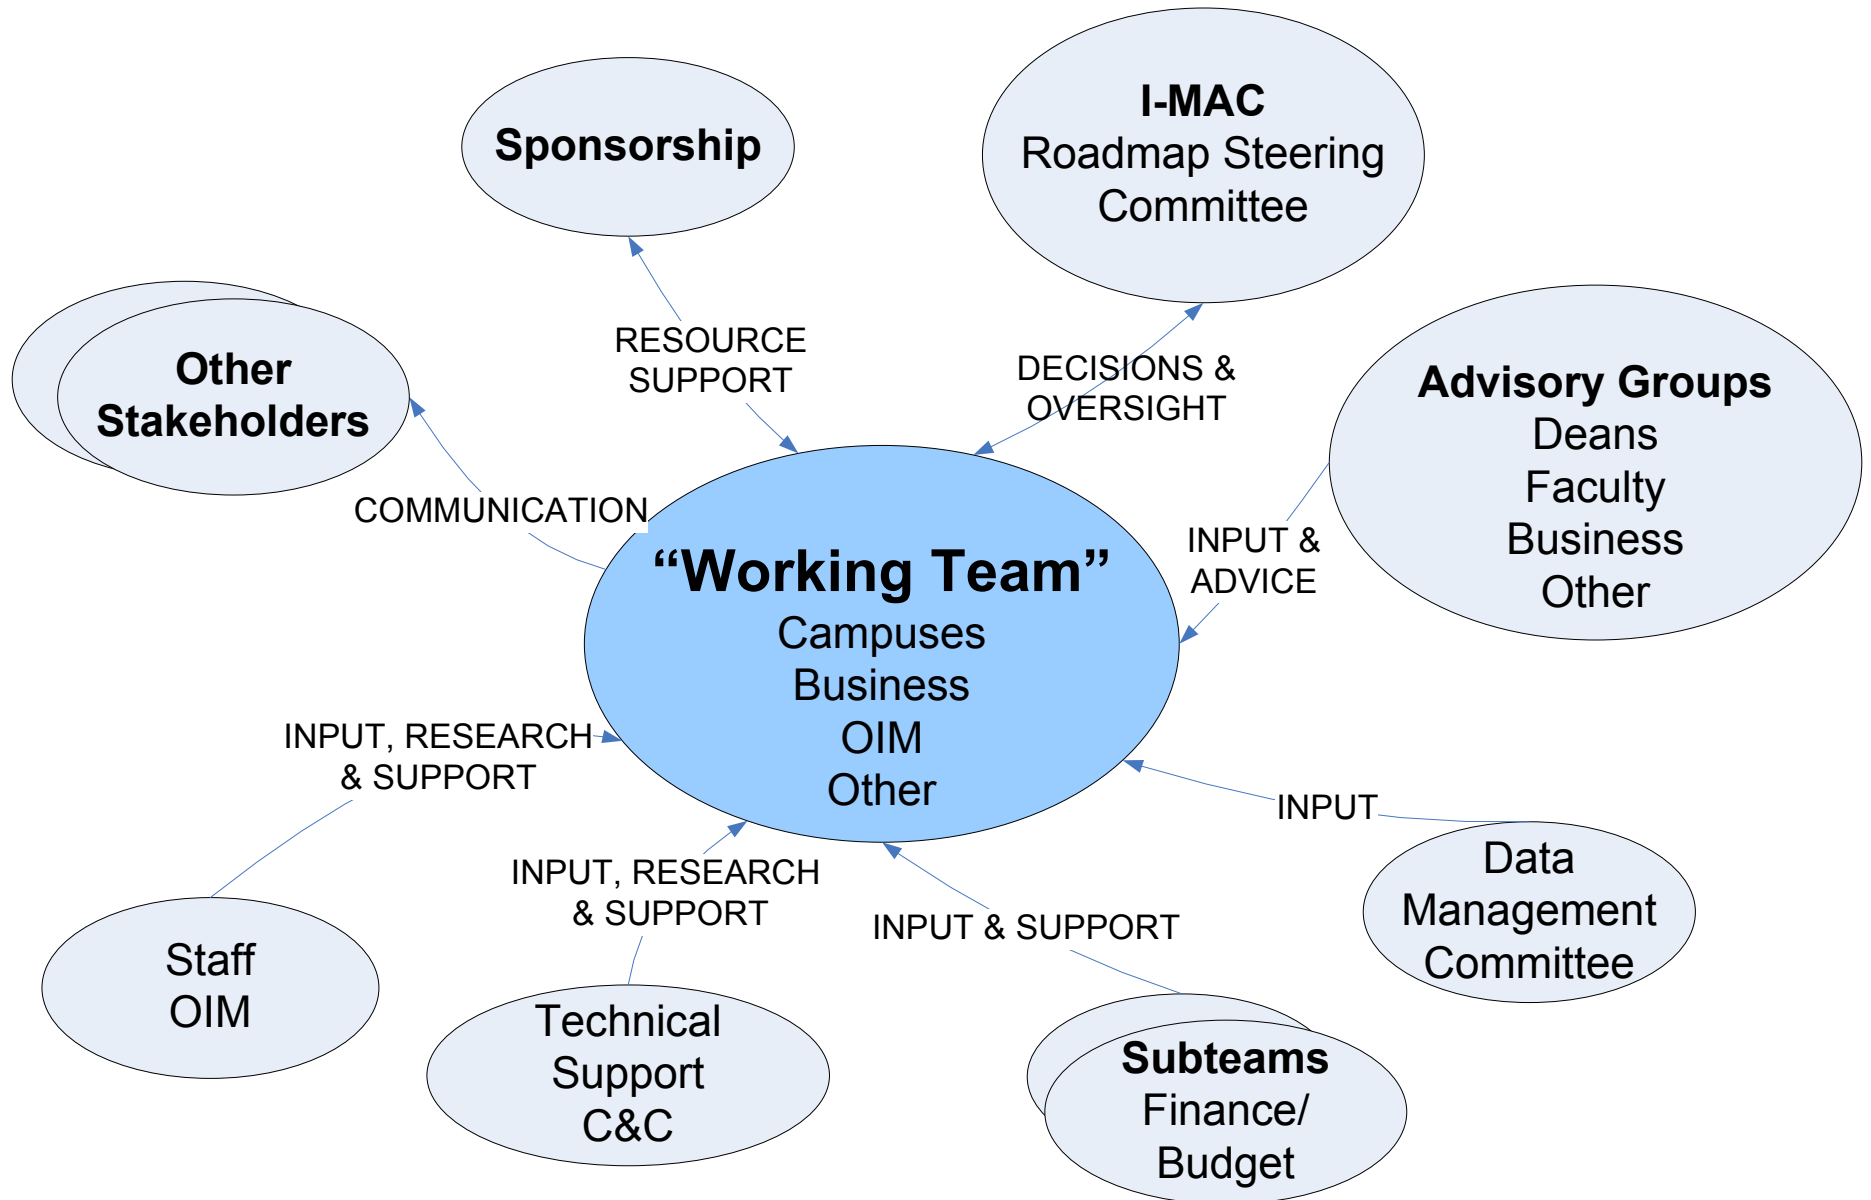 Sponsorship
I-MAC
Roadmap Steering
Committee
RESOURCE
SUPPORT
DECISIONS &
OVERSIGHT
Other
Stakeholders
Advisory Groups
Deans
Faculty
Business
Other
COMMUNICATION
INPUT &
ADVICE
“Working Team”
Campuses
Business
OIM
Other
INPUT, RESEARCH
& SUPPORT
INPUT
INPUT, RESEARCH
& SUPPORT
INPUT & SUPPORT
Data
Management
Committee
Staff
OIM
Technical
Support
C&C
Subteams
Finance/
Budget